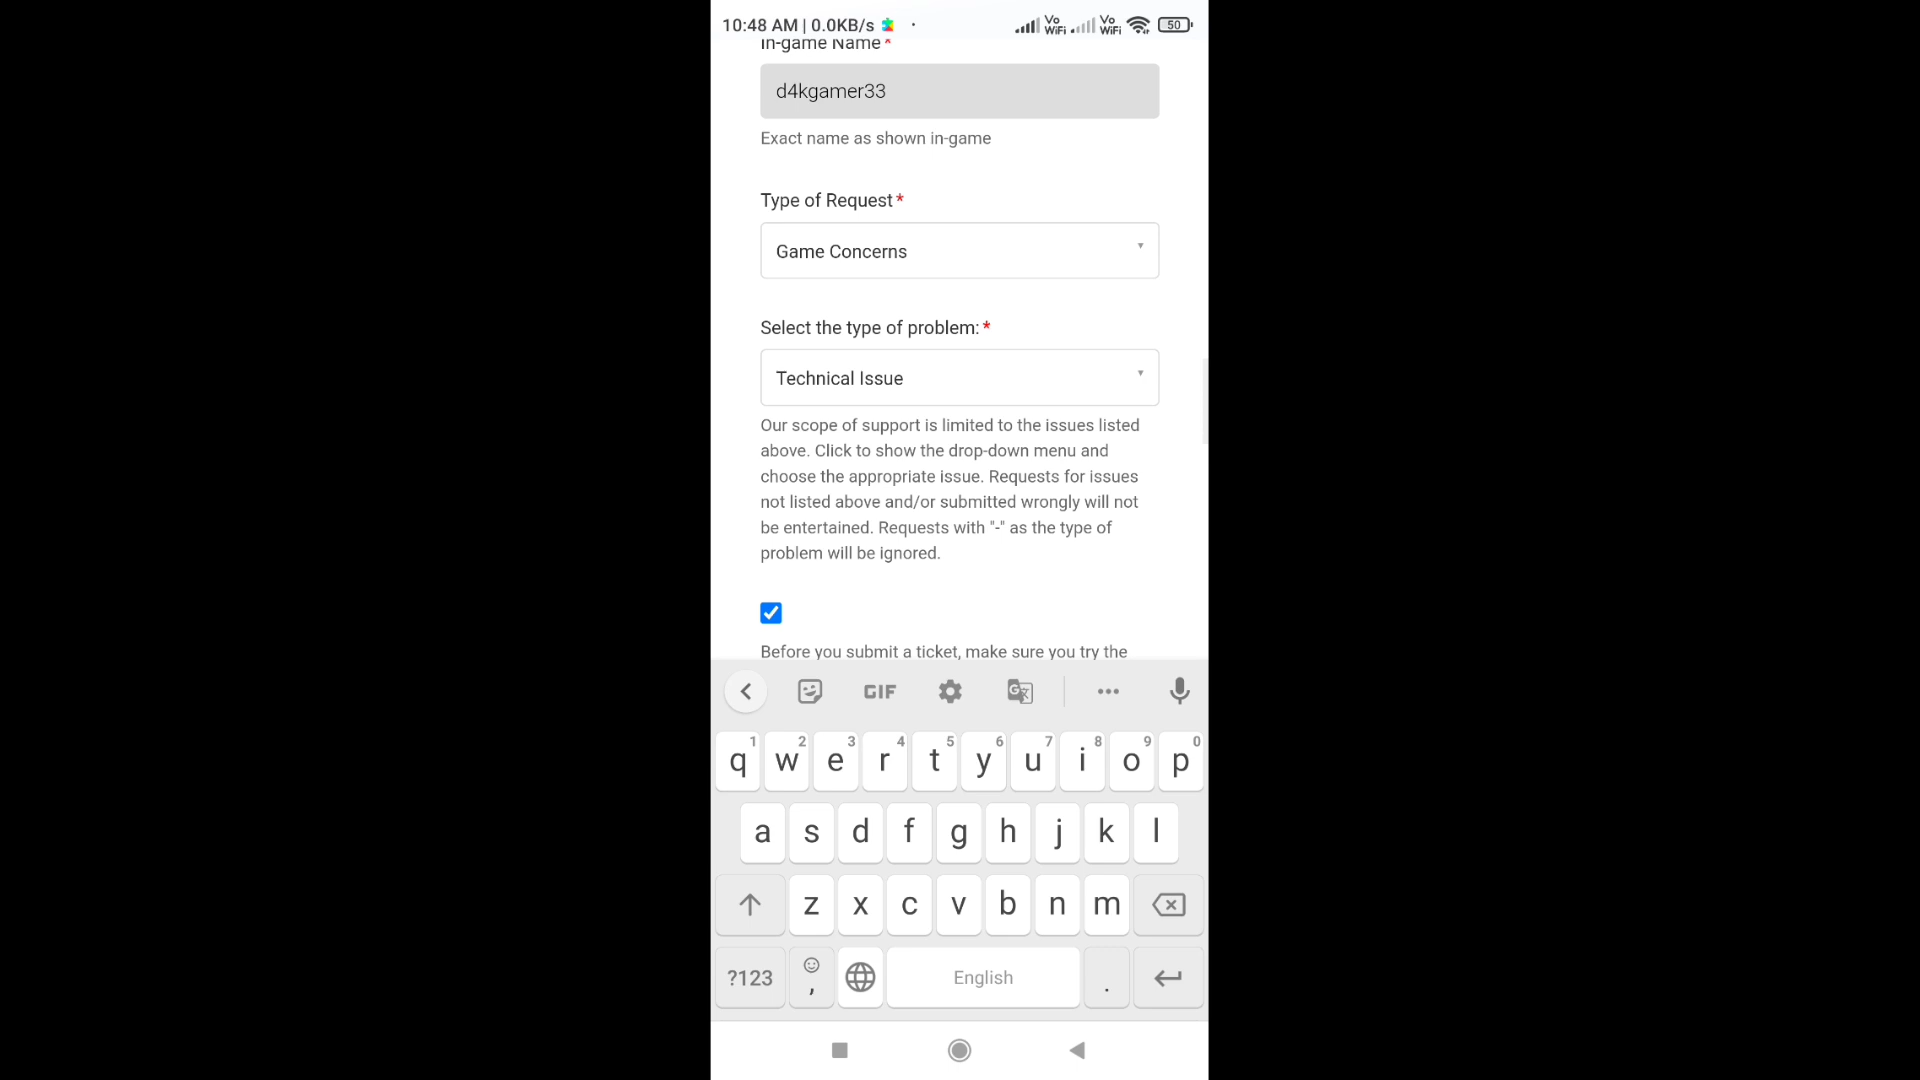 10:48 AM | 0.0KB/s
Vo WiFi Vo WiFi 50
In-game Name *
d4kgamer33
Exact name as shown in-game
Type of Request *
Game Concerns
Select the type of problem: *
Technical Issue
Our scope of support is limited to the issues listed
above. Click to show the drop-down menu and
choose the appropriate issue. Requests for issues
not listed above and/or submitted wrongly will not
be entertained. Requests with "-" as the type of
problem will be ignored.
Before you submit a ticket, make sure you try the
GIF
1 2 3 4 5 6 7 8 9 0
q w e r t y u i o p
a s d f g h j k l
z x c v b n m
?123 , English .